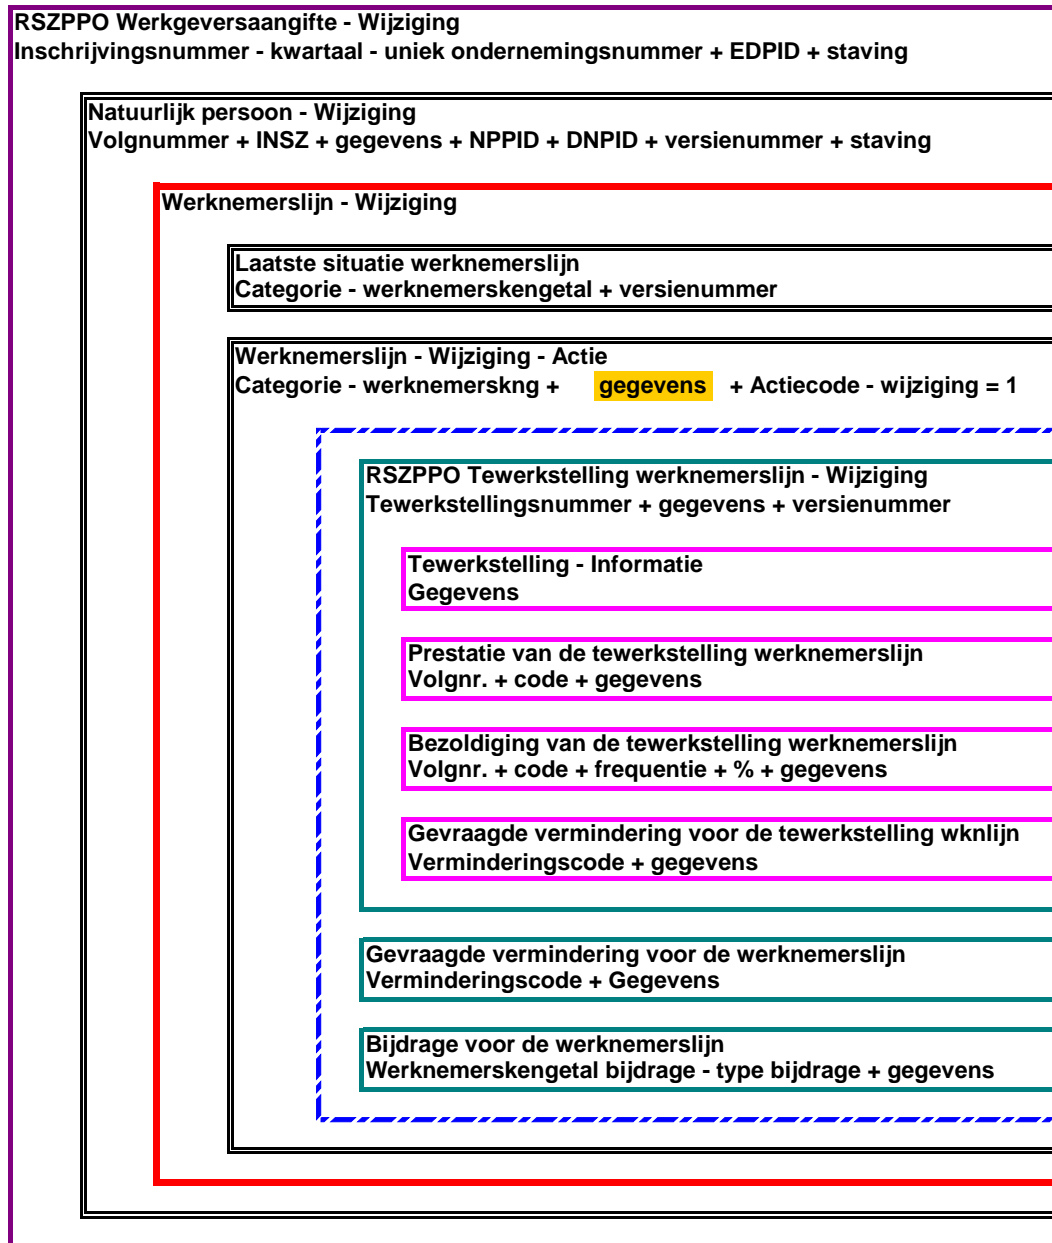 RSZPPO Werkgeversaangifte - Wijziging
Inschrijvingsnummer - kwartaal - uniek ondernemingsnummer + EDPID + staving
Natuurlijk persoon - Wijziging
Volgnummer + INSZ + gegevens + NPPID + DNPID + versienummer + staving
Werknemerslijn - Wijziging
Laatste situatie werknemerslijn
Categorie - werknemerskengetal + versienummer
Werknemerslijn - Wijziging - Actie
Categorie - werknemerskng + gegevens + Actiecode - wijziging = 1
RSZPPO Tewerkstelling werknemerslijn - Wijziging
Tewerkstellingsnummer + gegevens + versienummer
Tewerkstelling - Informatie
Gegevens
Prestatie van de tewerkstelling werknemerslijn
Volgnr. + code + gegevens
Bezoldiging van de tewerkstelling werknemerslijn
Volgnr. + code + frequentie + % + gegevens
Gevraagde vermindering voor de tewerkstelling wknlijn
Verminderingscode + gegevens
Gevraagde vermindering voor de werknemerslijn
Verminderingscode + Gegevens
Bijdrage voor de werknemerslijn
Werknemerskengetal bijdrage - type bijdrage + gegevens